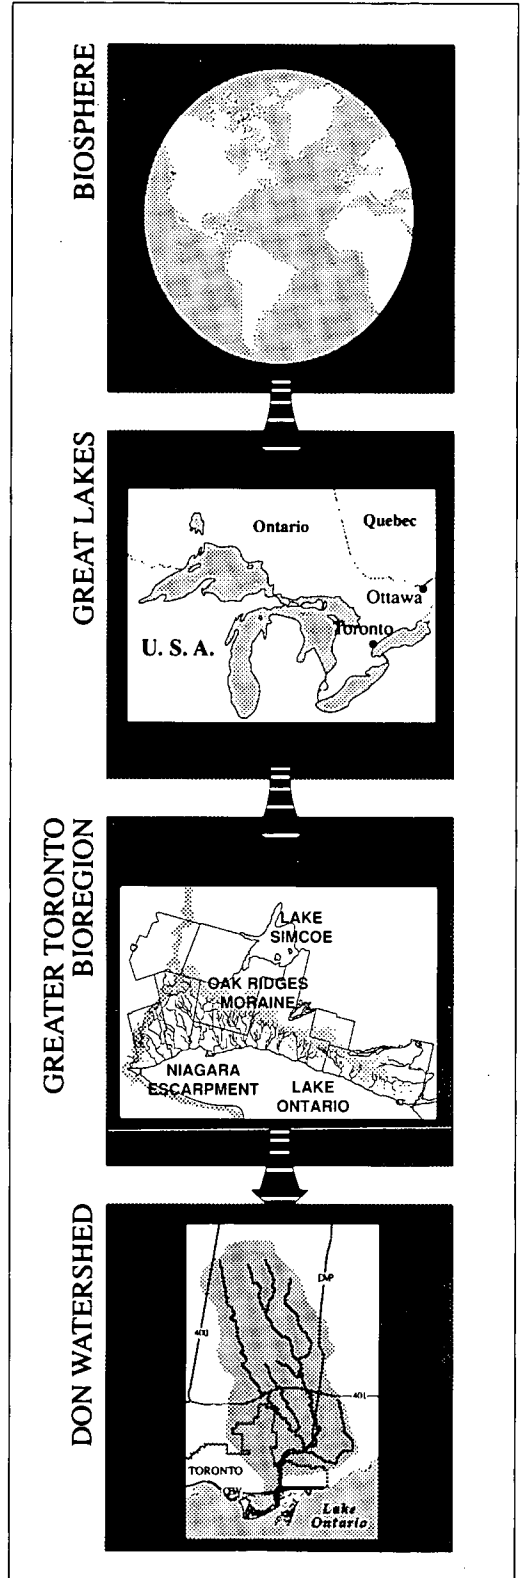 BIOSPHERE
GREAT LAKES
Ontario
Quebec
Ottawa
Toronto
U. S. A.
GREATER TORONTO
BIOREGION
LAKE
SIMCOE
OAK RIDGES
MORAINE
NIAGARA
ESCARPMENT
LAKE
ONTARIO
DON WATERSHED
DVP
401
TORONTO
Lake
Ontario